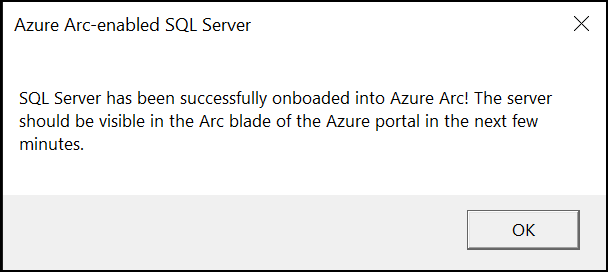 Azure Arc-enabled SQL Server
SQL Server has been successfully onboaded into Azure Arc! The server
should be visible in the Arc blade of the Azure portal in the next few
minutes.
OK